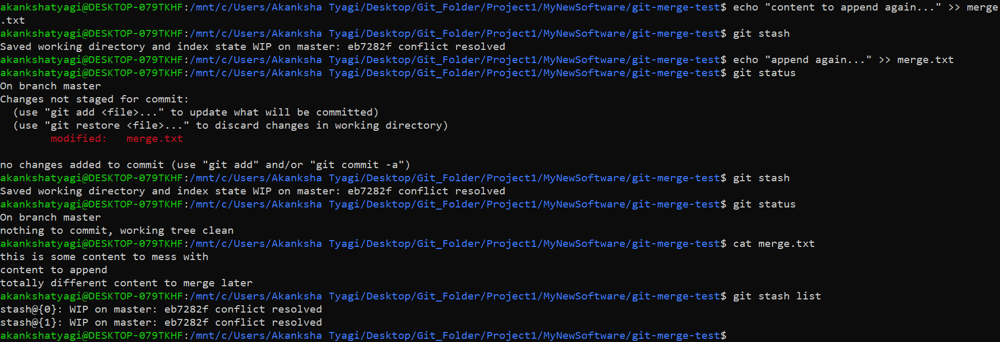 akankshatyagi@DESKTOP-079TKHF:/mnt/c/Users/Akanksha Tyagi/Desktop/Git_Folder/Project1/MyNewSoftware/git-merge-test$ echo "content to append again..." >> merge
.txt
akankshatyagi@DESKTOP-079TKHF:/mnt/c/Users/Akanksha Tyagi/Desktop/Git_Folder/Project1/MyNewSoftware/git-merge-test$ git stash
Saved working directory and index state WIP on master: eb7282f conflict resolved
akankshatyagi@DESKTOP-079TKHF:/mnt/c/Users/Akanksha Tyagi/Desktop/Git_Folder/Project1/MyNewSoftware/git-merge-test$ echo "append again..." >> merge.txt
akankshatyagi@DESKTOP-079TKHF:/mnt/c/Users/Akanksha Tyagi/Desktop/Git_Folder/Project1/MyNewSoftware/git-merge-test$ git status
On branch master
Changes not staged for commit:
  (use "git add <file>..." to update what will be committed)
  (use "git restore <file>..." to discard changes in working directory)
        modified:   merge.txt

no changes added to commit (use "git add" and/or "git commit -a")
akankshatyagi@DESKTOP-079TKHF:/mnt/c/Users/Akanksha Tyagi/Desktop/Git_Folder/Project1/MyNewSoftware/git-merge-test$ git stash
Saved working directory and index state WIP on master: eb7282f conflict resolved
akankshatyagi@DESKTOP-079TKHF:/mnt/c/Users/Akanksha Tyagi/Desktop/Git_Folder/Project1/MyNewSoftware/git-merge-test$ git status
On branch master
nothing to commit, working tree clean
akankshatyagi@DESKTOP-079TKHF:/mnt/c/Users/Akanksha Tyagi/Desktop/Git_Folder/Project1/MyNewSoftware/git-merge-test$ cat merge.txt
this is some content to mess with
content to append
totally different content to merge later
akankshatyagi@DESKTOP-079TKHF:/mnt/c/Users/Akanksha Tyagi/Desktop/Git_Folder/Project1/MyNewSoftware/git-merge-test$ git stash list
stash@{0}: WIP on master: eb7282f conflict resolved
stash@{1}: WIP on master: eb7282f conflict resolved
akankshatyagi@DESKTOP-079TKHF:/mnt/c/Users/Akanksha Tyagi/Desktop/Git_Folder/Project1/MyNewSoftware/git-merge-test$